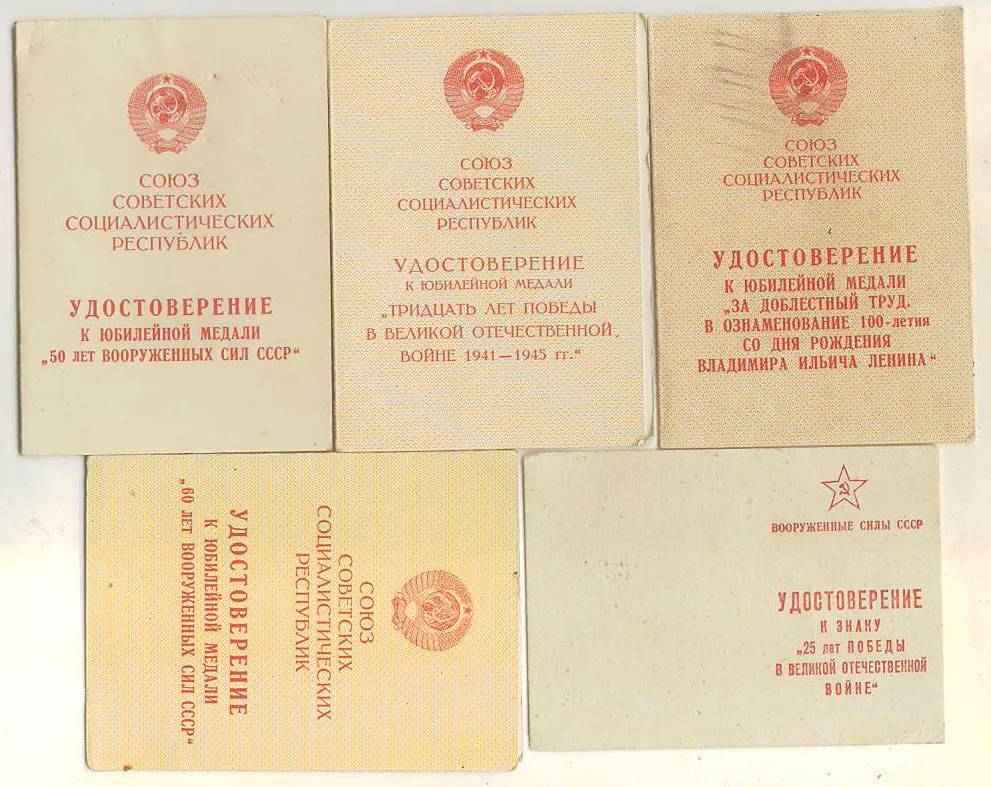 СОЮЗ
СОВЕТСКИХ
СОЦИАЛИСТИЧЕСКИХ
РЕСПУБЛИК
УДОСТОВЕРЕНИЕ
К ЮБИЛЕЙНОЙ МЕДАЛИ
„50 ЛЕТ ВООРУЖЕННЫХ СИЛ СССР“
СОЮЗ
СОВЕТСКИХ
СОЦИАЛИСТИЧЕСКИХ
РЕСПУБЛИК
УДОСТОВЕРЕНИЕ
К ЮБИЛЕЙНОЙ МЕДАЛИ
„ТРИДЦАТЬ ЛЕТ ПОБЕДЫ
В ВЕЛИКОЙ ОТЕЧЕСТВЕННОЙ
ВОЙНЕ 1941—1945 гг.“
СОЮЗ
СОВЕТСКИХ
СОЦИАЛИСТИЧЕСКИХ
РЕСПУБЛИК
УДОСТОВЕРЕНИЕ
К ЮБИЛЕЙНОЙ МЕДАЛИ
„ЗА ДОБЛЕСТНЫЙ ТРУД.
В ОЗНАМЕНОВАНИЕ 100-летия
СО ДНЯ РОЖДЕНИЯ
ВЛАДИМИРА ИЛЬИЧА ЛЕНИНА“
СОЮЗ
СОВЕТСКИХ
СОЦИАЛИСТИЧЕСКИХ
РЕСПУБЛИК
УДОСТОВЕРЕНИЕ
К ЮБИЛЕЙНОЙ МЕДАЛИ
„60 ЛЕТ ВООРУЖЕННЫХ СИЛ СССР“
ВООРУЖЕННЫЕ СИЛЫ СССР
УДОСТОВЕРЕНИЕ
К ЗНАКУ
„25 лет ПОБЕДЫ
В ВЕЛИКОЙ ОТЕЧЕСТВЕННОЙ
ВОЙНЕ“